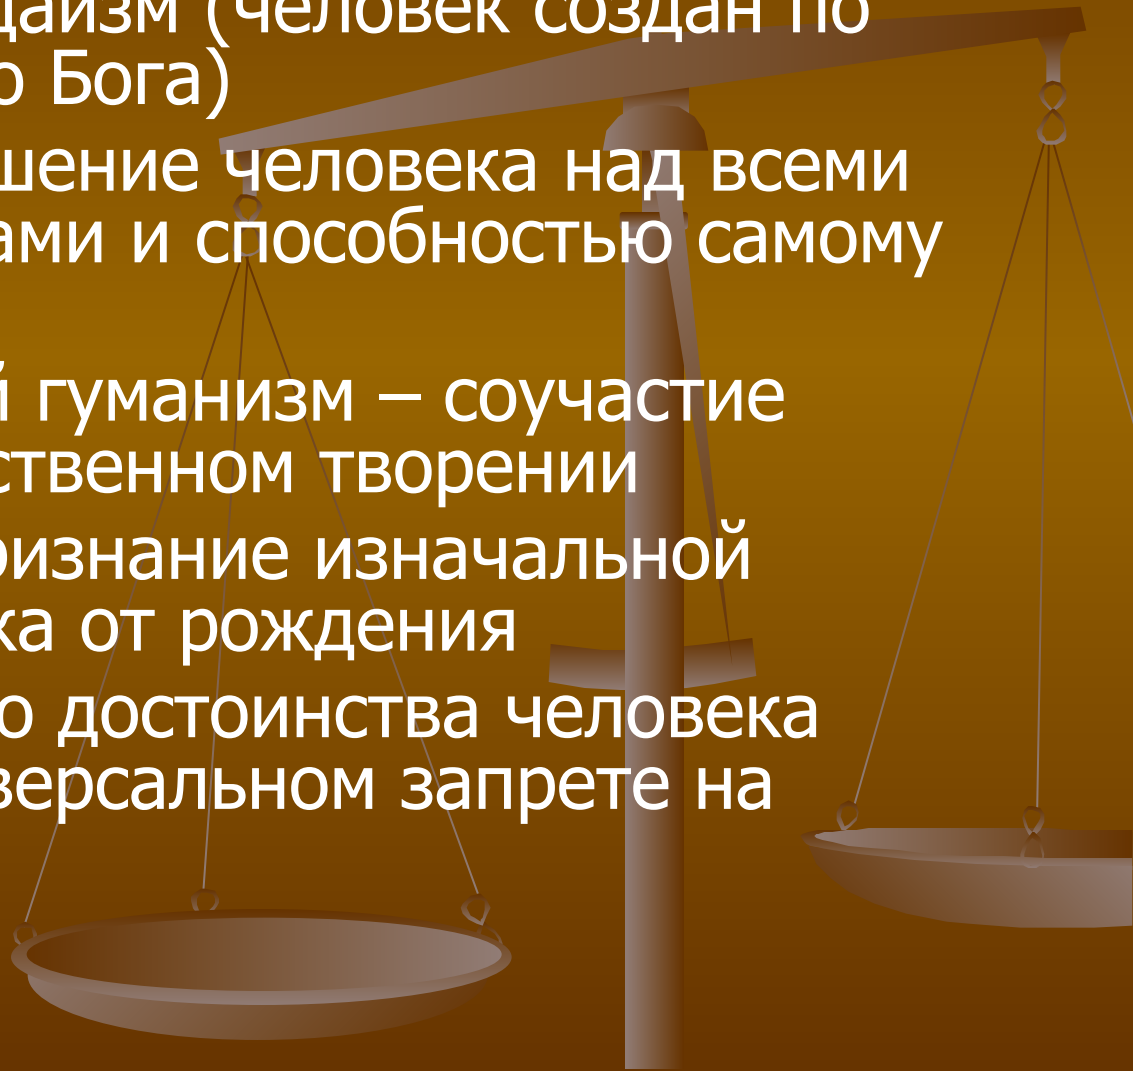 даизм (человек создан по
о Бога)
шение человека над всеми
ами и способностью самому
й гуманизм – соучастие
ственном творении
ризнание изначальной
ка от рождения
о достоинства человека
версальном запрете на